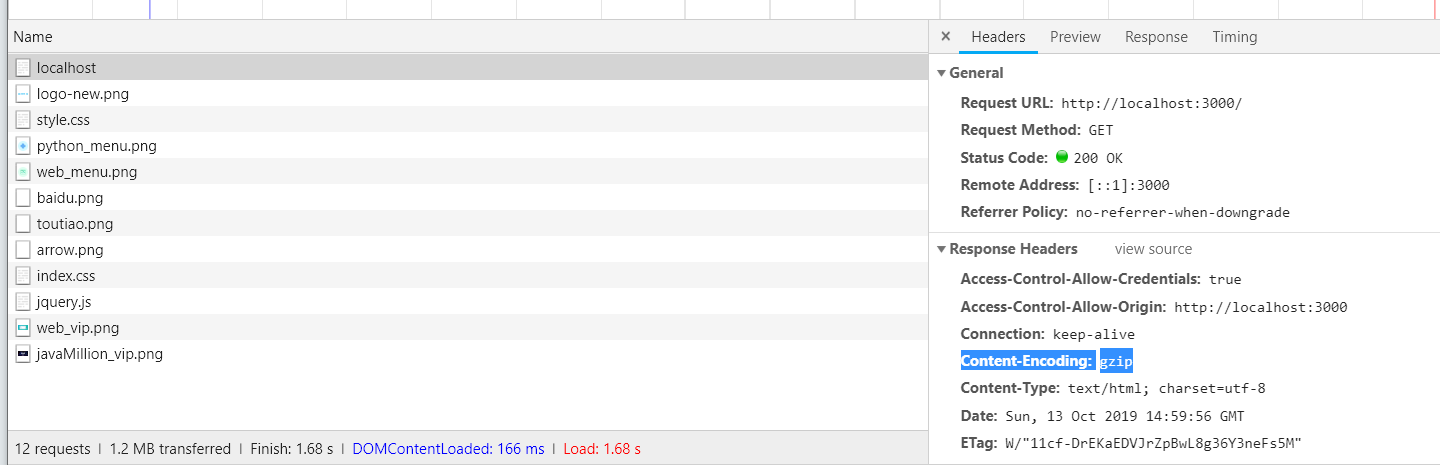 Name
localhost
logo-new.png
style.css
python_menu.png
web_menu.png
baidu.png
toutiao.png
arrow.png
index.css
jquery.js
web_vip.png
javaMillion_vip.png
12 requests | 1.2 MB transferred | Finish: 1.68 s | DOMContentLoaded: 166 ms | Load: 1.68 s
× Headers Preview Response Timing
General
Request URL: http://localhost:3000/
Request Method: GET
Status Code: 200 OK
Remote Address: [::1]:3000
Referrer Policy: no-referrer-when-downgrade
Response Headers view source
Access-Control-Allow-Credentials: true
Access-Control-Allow-Origin: http://localhost:3000
Connection: keep-alive
Content-Encoding: gzip
Content-Type: text/html; charset=utf-8
Date: Sun, 13 Oct 2019 14:59:56 GMT
ETag: W/"11cf-DrEKaEDVJrZpBwL8g36Y3neFs5M"